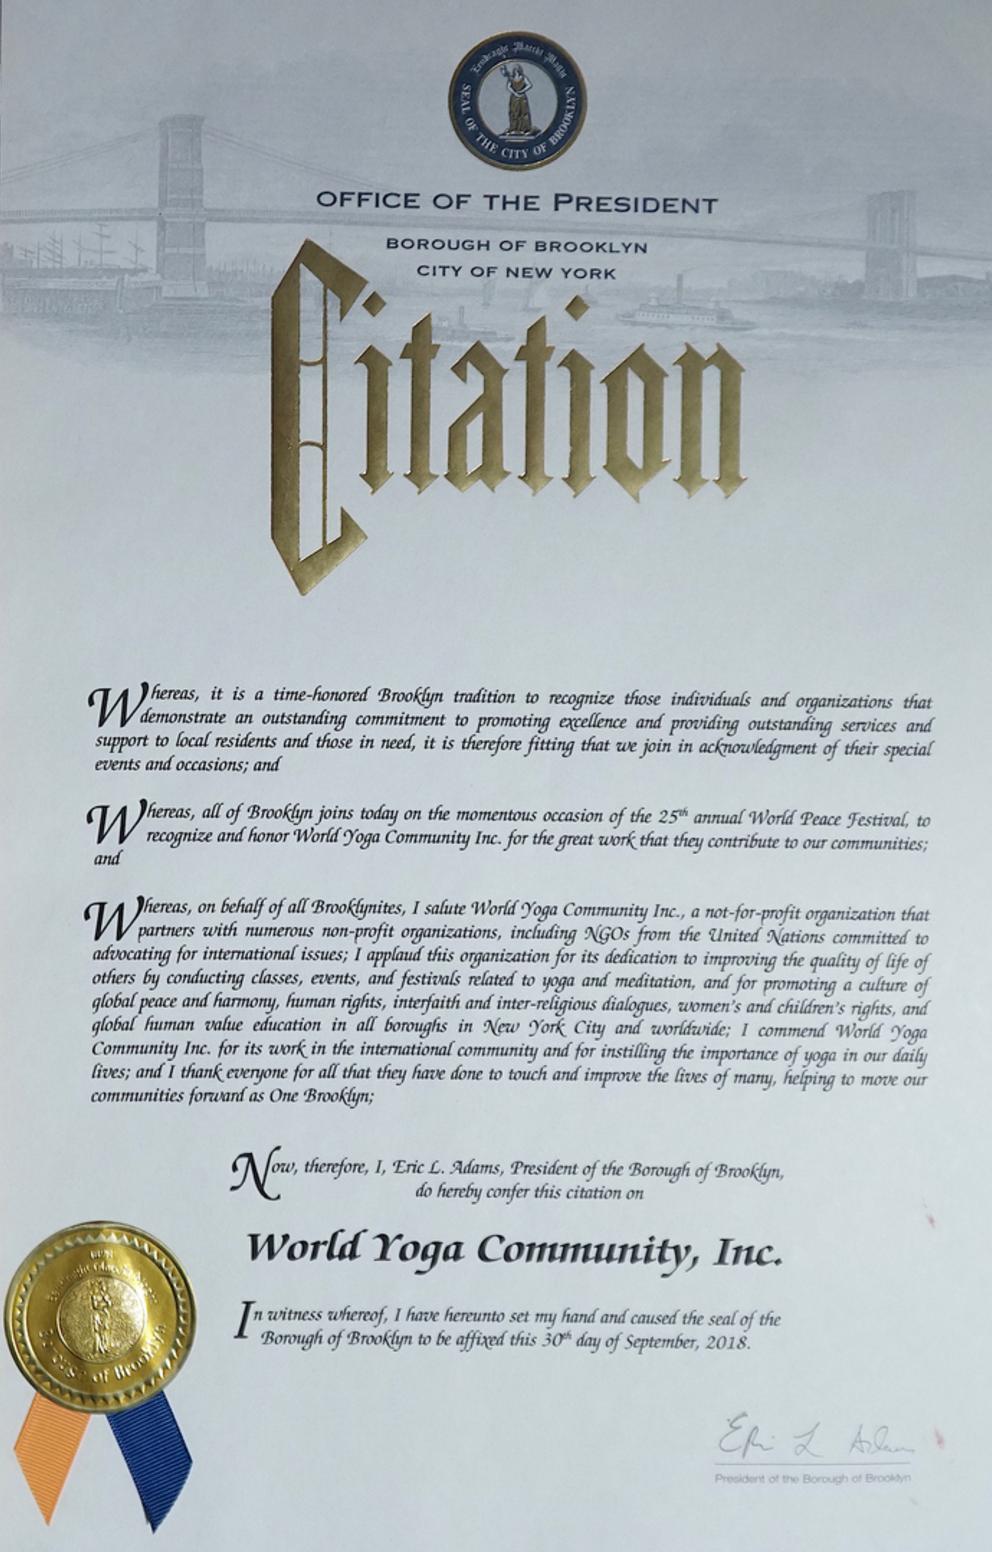 Eendraght Maeckt Maght
SEAL OF THE CITY OF BROOKLYN
OFFICE OF THE PRESIDENT
BOROUGH OF BROOKLYN
CITY OF NEW YORK
Citation
Whereas, it is a time-honored Brooklyn tradition to recognize those individuals and organizations that
demonstrate an outstanding commitment to promoting excellence and providing outstanding services and
support to local residents and those in need, it is therefore fitting that we join in acknowledgment of their special
events and occasions; and
Whereas, all of Brooklyn joins today on the momentous occasion of the 25th annual World Peace Festival, to
recognize and honor World Yoga Community Inc. for the great work that they contribute to our communities;
and
Whereas, on behalf of all Brooklynites, I salute World Yoga Community Inc., a not-for-profit organization that
partners with numerous non-profit organizations, including NGOs from the United Nations committed to
advocating for international issues; I applaud this organization for its dedication to improving the quality of life of
others by conducting classes, events, and festivals related to yoga and meditation, and for promoting a culture of
global peace and harmony, human rights, interfaith and inter-religious dialogues, women's and children's rights, and
global human value education in all boroughs in New York City and worldwide; I commend World Yoga
Community Inc. for its work in the international community and for instilling the importance of yoga in our daily
lives; and I thank everyone for all that they have done to touch and improve the lives of many, helping to move our
communities forward as One Brooklyn;
Now, therefore, I, Eric L. Adams, President of the Borough of Brooklyn,
do hereby confer this citation on
World Yoga Community, Inc.
In witness whereof, I have hereunto set my hand and caused the seal of the
Borough of Brooklyn to be affixed this 30th day of September, 2018.
of Brooklyn
Eric L Adams
President of the Borough of Brooklyn